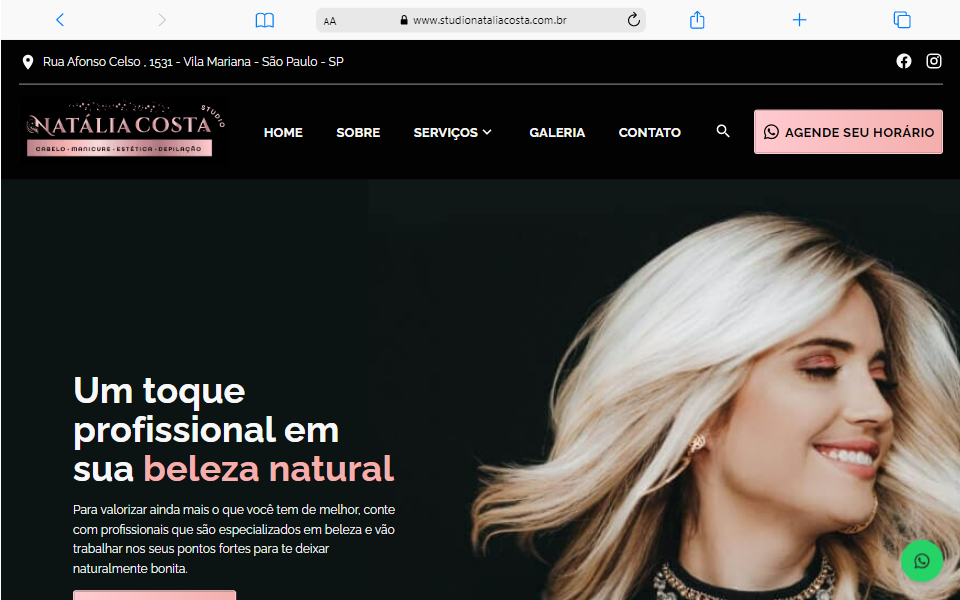 AA www.studionataliacosta.com.br
Rua Afonso Celso , 1531 - Vila Mariana - São Paulo - SP
STUDIO
NATÁLIA COSTA
CABELO • MANICURE • ESTÉTICA • DEPILAÇÃO
HOME SOBRE SERVIÇOS GALERIA CONTATO AGENDE SEU HORÁRIO
Um toque
profissional em
sua beleza natural
Para valorizar ainda mais o que você tem de melhor, conte
com profissionais que são especializados em beleza e vão
trabalhar nos seus pontos fortes para te deixar
naturalmente bonita.